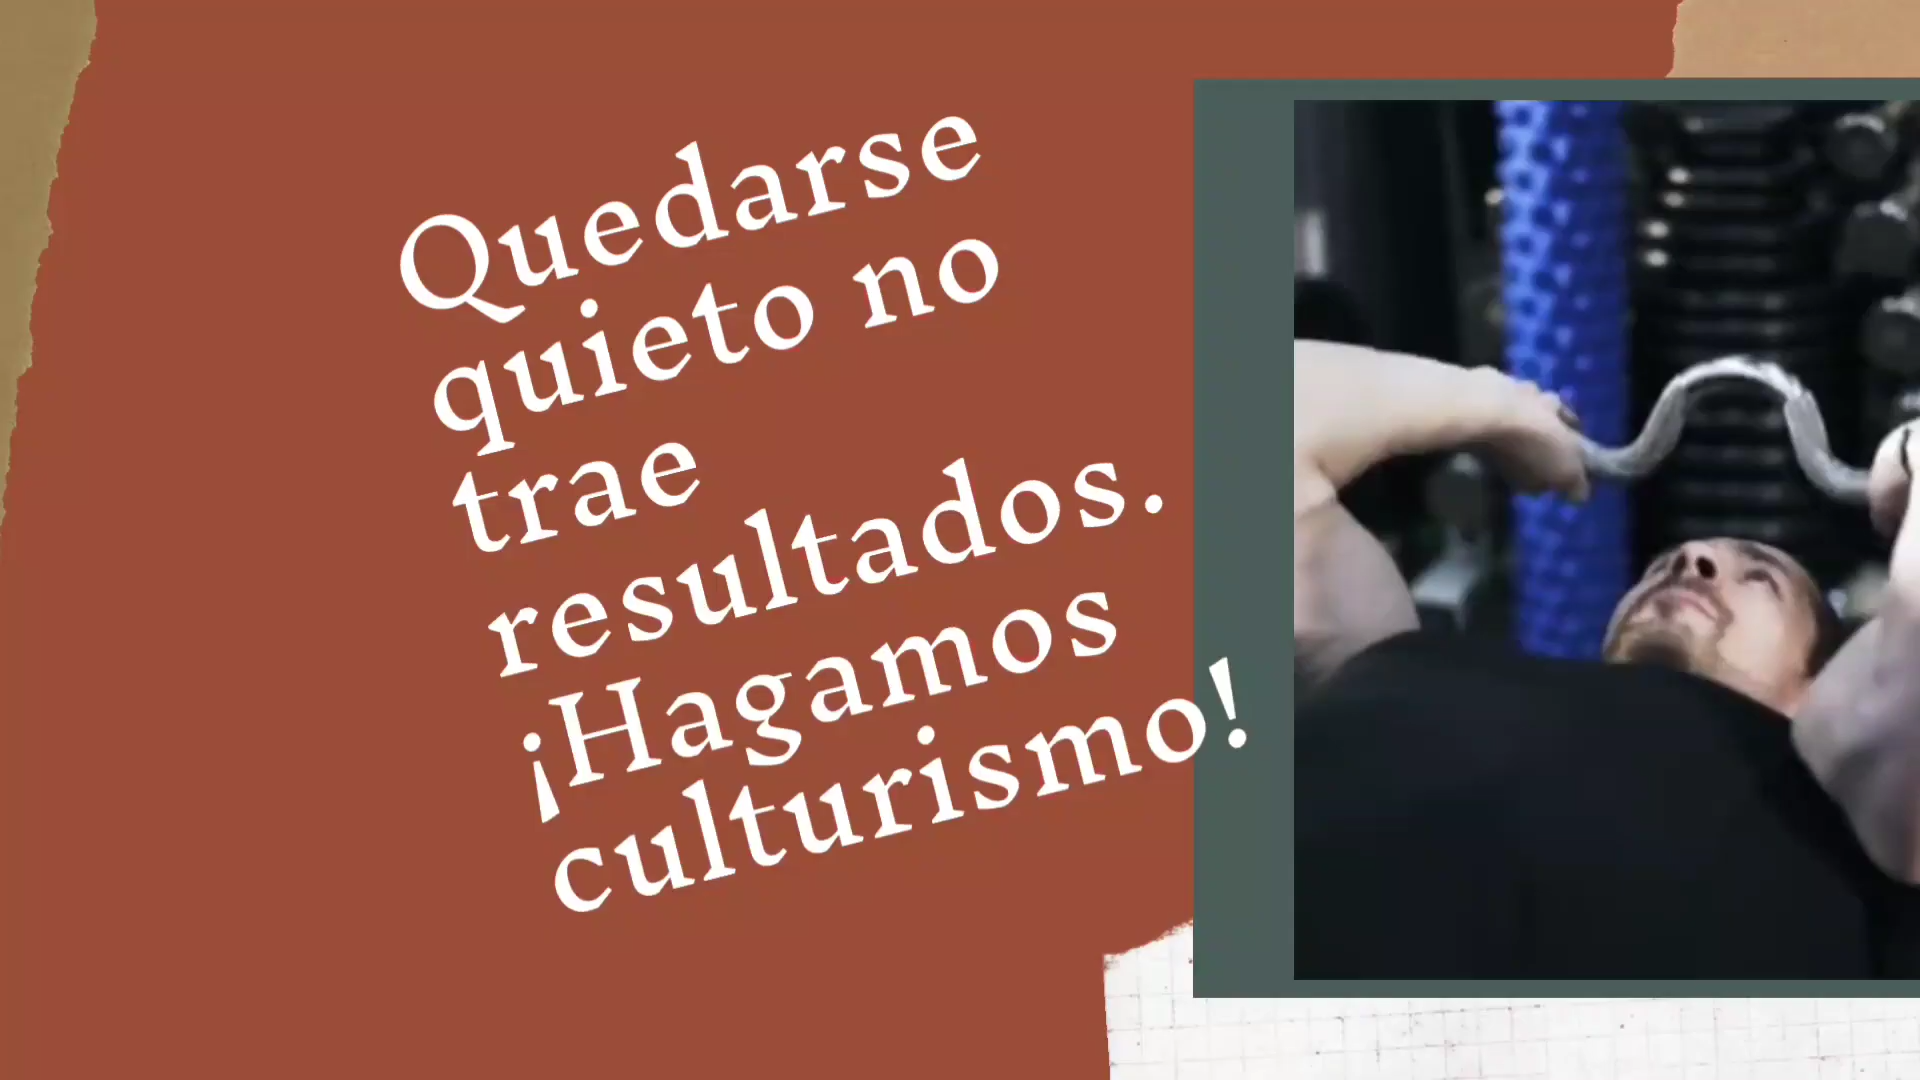 Quedarse
quieto no
trae
resultados.
¡Hagamos
culturismo!